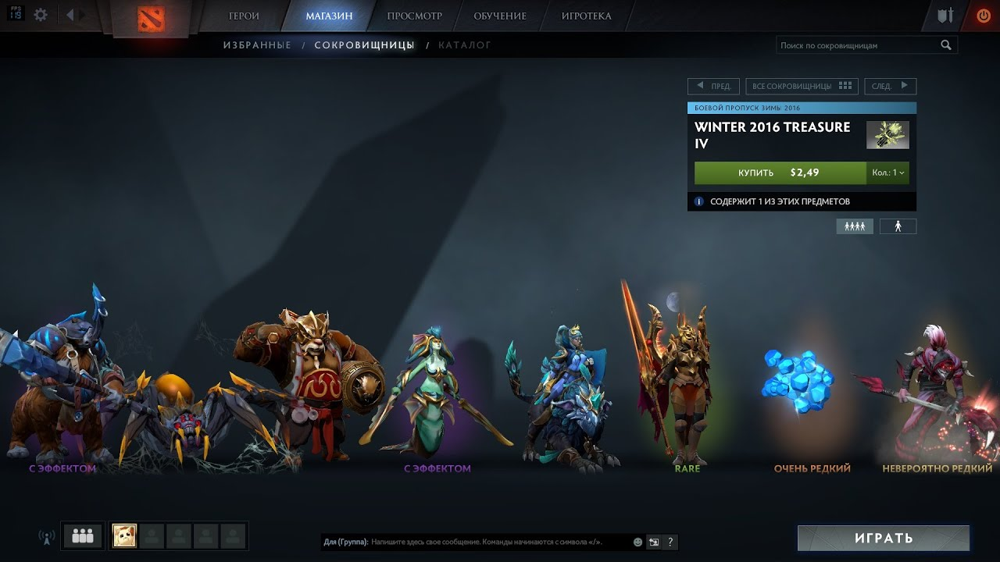 FPS
119
ГЕРОИ
МАГАЗИН
ПРОСМОТР
ОБУЧЕНИЕ
ИГРОТЕКА
ИЗБРАННЫЕ / СОКРОВИЩНИЦЫ / КАТАЛОГ
Поиск по сокровищницам
ПРЕД.
ВСЕ СОКРОВИЩНИЦЫ
СЛЕД.
БОЕВОЙ ПРОПУСК ЗИМЫ 2016
WINTER 2016 TREASURE
IV
КУПИТЬ $2,49
Кол.: 1
i СОДЕРЖИТ 1 ИЗ ЭТИХ ПРЕДМЕТОВ
С ЭФФЕКТОМ
С ЭФФЕКТОМ
RARE
ОЧЕНЬ РЕДКИЙ
НЕВЕРОЯТНО РЕДКИЙ
Для (Группа): Напишите здесь свое сообщение. Команды начинаются с символа «/».
?
ИГРАТЬ